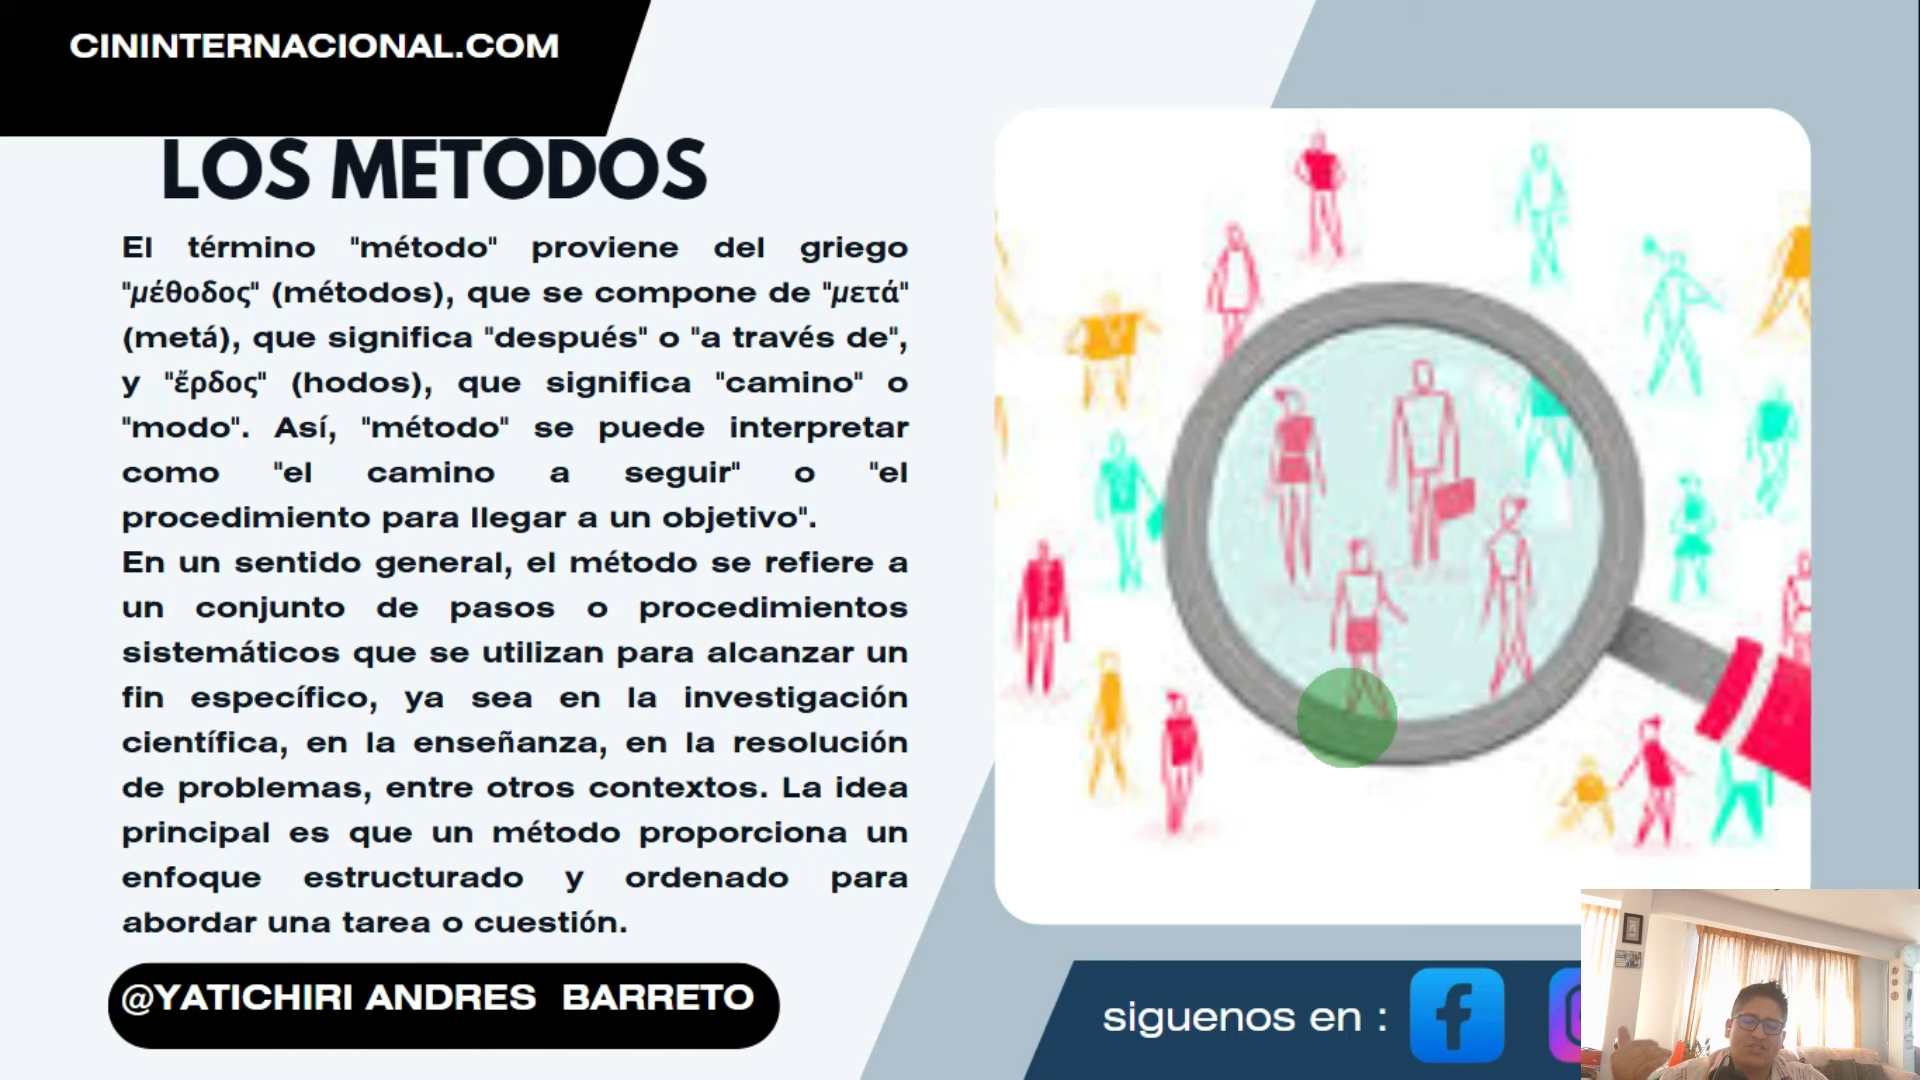 CININTERNACIONAL.COM
LOS METODOS
El término "método" proviene del griego
"μέθοδος" (métodos), que se compone de "μετά"
(metá), que significa "después" o "a través de",
y "ἔρδος" (hodos), que significa "camino" o
"modo". Así, "método" se puede interpretar
como "el camino a seguir" o "el
procedimiento para llegar a un objetivo".
En un sentido general, el método se refiere a
un conjunto de pasos o procedimientos
sistemáticos que se utilizan para alcanzar un
fin específico, ya sea en la investigación
científica, en la enseñanza, en la resolución
de problemas, entre otros contextos. La idea
principal es que un método proporciona un
enfoque estructurado y ordenado para
abordar una tarea o cuestión.
@YATICHIRI ANDRES BARRETO
siguenos en :